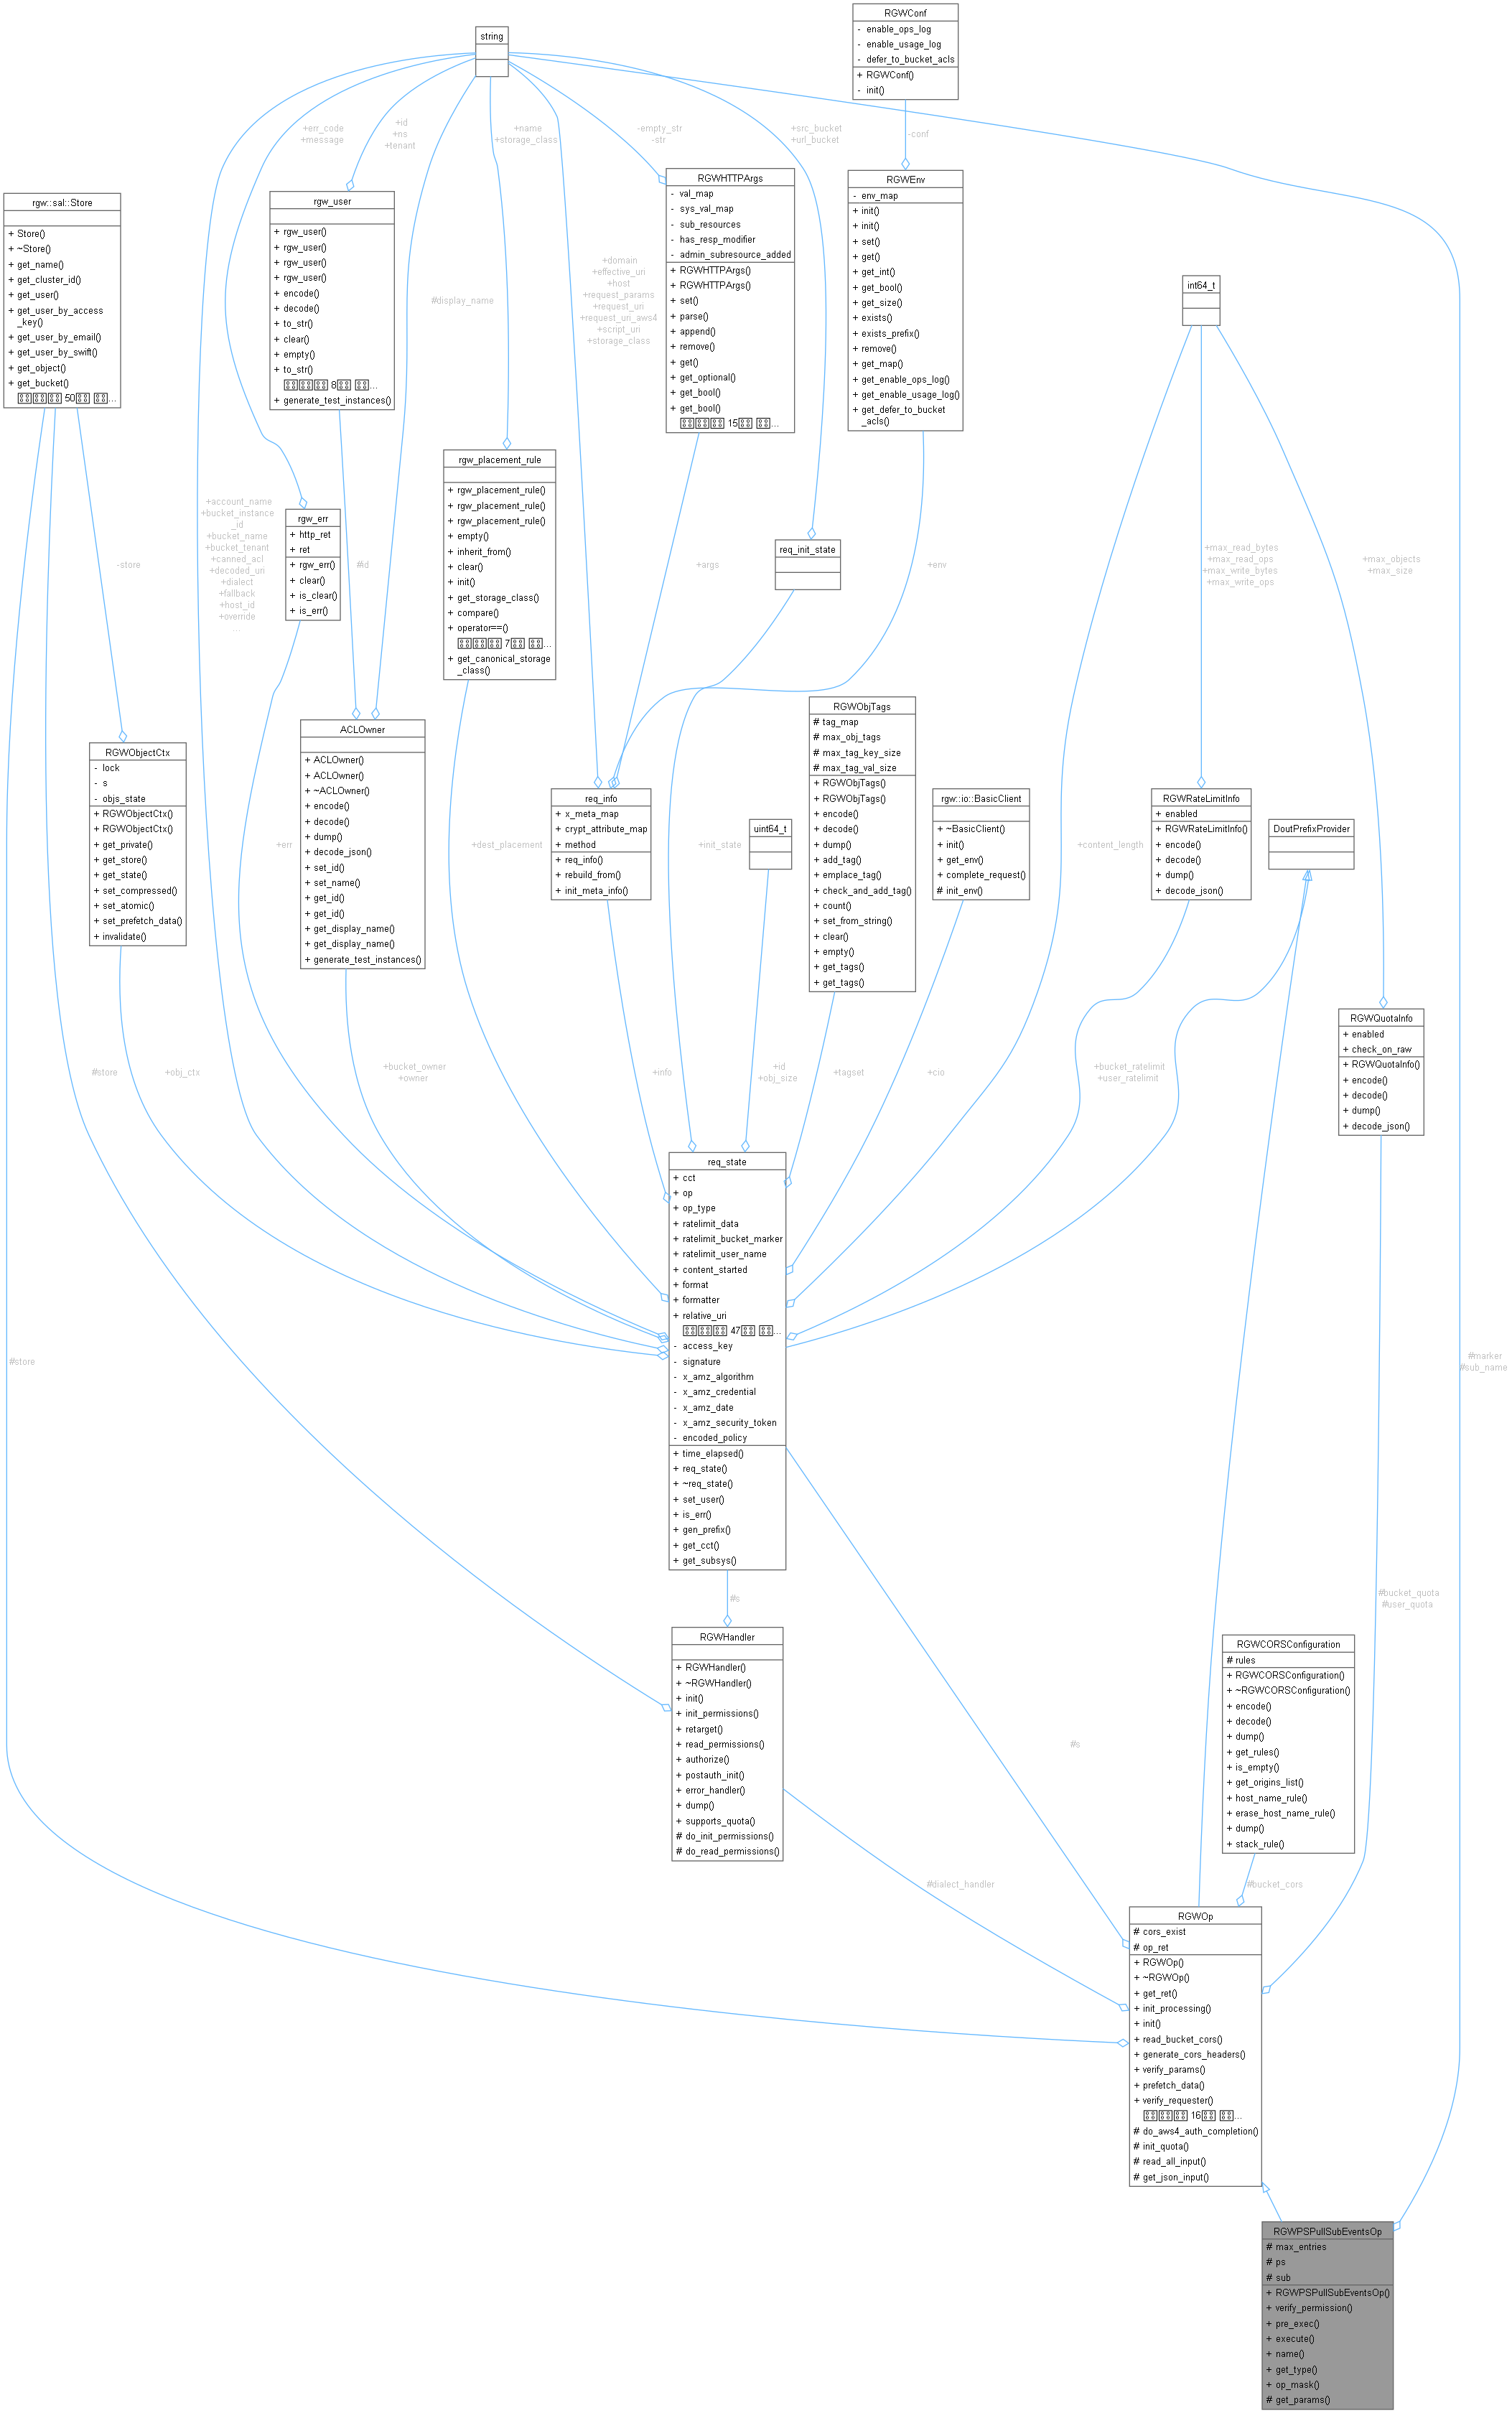 RGWConf
- enable_ops_log
- enable_usage_log
- defer_to_bucket_acls
+ RGWConf()
- init()
string
+err_code
+message
+id
+ns
+tenant
+name
+storage_class
-empty_str
-str
+src_bucket
+url_bucket
-conf
rgw::sal::Store
+ Store()
+ ~Store()
+ get_name()
+ get_cluster_id()
+ get_user()
+ get_user_by_access
_key()
+ get_user_by_email()
+ get_user_by_swift()
+ get_object()
+ get_bucket()
50
rgw_user
+ rgw_user()
+ rgw_user()
+ rgw_user()
+ rgw_user()
+ encode()
+ decode()
+ to_str()
+ clear()
+ empty()
+ to_str()
8
+ generate_test_instances()
#display_name
+domain
+effective_uri
+host
+request_params
+request_uri
+request_uri_aws4
+script_uri
+storage_class
RGWHTTPArgs
- val_map
- sys_val_map
- sub_resources
- has_resp_modifier
- admin_subresource_added
+ RGWHTTPArgs()
+ RGWHTTPArgs()
+ set()
+ parse()
+ append()
+ remove()
+ get()
+ get_optional()
+ get_bool()
+ get_bool()
15
RGWEnv
- env_map
+ init()
+ init()
+ set()
+ get()
+ get_int()
+ get_bool()
+ get_size()
+ exists()
+ exists_prefix()
+ remove()
+ get_map()
+ get_enable_ops_log()
+ get_enable_usage_log()
+ get_defer_to_bucket
_acls()
int64_t
+account_name
+bucket_instance
_id
+bucket_name
+bucket_tenant
+canned_acl
+decoded_uri
+dialect
+fallback
+host_id
+override
...
-store
rgw_err
+ http_ret
+ ret
+ rgw_err()
+ clear()
+ is_clear()
+ is_err()
#id
rgw_placement_rule
+ rgw_placement_rule()
+ rgw_placement_rule()
+ rgw_placement_rule()
+ empty()
+ inherit_from()
+ clear()
+ init()
+ get_storage_class()
+ compare()
+ operator==()
7
+ get_canonical_storage
_class()
+args
req_init_state
+env
+max_read_bytes
+max_read_ops
+max_write_bytes
+max_write_ops
+max_objects
+max_size
RGWObjectCtx
- lock
- s
- objs_state
+ RGWObjectCtx()
+ RGWObjectCtx()
+ get_private()
+ get_store()
+ get_state()
+ set_compressed()
+ set_atomic()
+ set_prefetch_data()
+ invalidate()
+err
ACLOwner
+ ACLOwner()
+ ACLOwner()
+ ~ACLOwner()
+ encode()
+ decode()
+ dump()
+ decode_json()
+ set_id()
+ set_name()
+ get_id()
+ get_id()
+ get_display_name()
+ get_display_name()
+ generate_test_instances()
+dest_placement
req_info
+ x_meta_map
+ crypt_attribute_map
+ method
+ req_info()
+ rebuild_from()
+ init_meta_info()
+init_state
uint64_t
RGWObjTags
# tag_map
# max_obj_tags
# max_tag_key_size
# max_tag_val_size
+ RGWObjTags()
+ RGWObjTags()
+ encode()
+ decode()
+ dump()
+ add_tag()
+ emplace_tag()
+ check_and_add_tag()
+ count()
+ set_from_string()
+ clear()
+ empty()
+ get_tags()
+ get_tags()
rgw::io::BasicClient
+ ~BasicClient()
+ init()
+ get_env()
+ complete_request()
# init_env()
+content_length
RGWRateLimitInfo
+ enabled
+ RGWRateLimitInfo()
+ encode()
+ decode()
+ dump()
+ decode_json()
DoutPrefixProvider
RGWQuotaInfo
+ enabled
+ check_on_raw
+ RGWQuotaInfo()
+ encode()
+ decode()
+ dump()
+ decode_json()
#store
+obj_ctx
+bucket_owner
+owner
+info
+id
+obj_size
+tagset
+cio
+bucket_ratelimit
+user_ratelimit
req_state
+ cct
+ op
+ op_type
+ ratelimit_data
+ ratelimit_bucket_marker
+ ratelimit_user_name
+ content_started
+ format
+ formatter
+ relative_uri
47
- access_key
- signature
- x_amz_algorithm
- x_amz_credential
- x_amz_date
- x_amz_security_token
- encoded_policy
+ time_elapsed()
+ req_state()
+ ~req_state()
+ set_user()
+ is_err()
+ gen_prefix()
+ get_cct()
+ get_subsys()
#store
#marker
#sub_name
#s
#bucket_quota
#user_quota
RGWHandler
+ RGWHandler()
+ ~RGWHandler()
+ init()
+ init_permissions()
+ retarget()
+ read_permissions()
+ authorize()
+ postauth_init()
+ error_handler()
+ dump()
+ supports_quota()
# do_init_permissions()
# do_read_permissions()
#s
RGWCORSConfiguration
# rules
+ RGWCORSConfiguration()
+ ~RGWCORSConfiguration()
+ encode()
+ decode()
+ dump()
+ get_rules()
+ is_empty()
+ get_origins_list()
+ host_name_rule()
+ erase_host_name_rule()
+ dump()
+ stack_rule()
#dialect_handler
#bucket_cors
RGWOp
# cors_exist
# op_ret
+ RGWOp()
+ ~RGWOp()
+ get_ret()
+ init_processing()
+ init()
+ read_bucket_cors()
+ generate_cors_headers()
+ verify_params()
+ prefetch_data()
+ verify_requester()
16
# do_aws4_auth_completion()
# init_quota()
# read_all_input()
# get_json_input()
RGWPSPullSubEventsOp
# max_entries
# ps
# sub
+ RGWPSPullSubEventsOp()
+ verify_permission()
+ pre_exec()
+ execute()
+ name()
+ get_type()
+ op_mask()
# get_params()